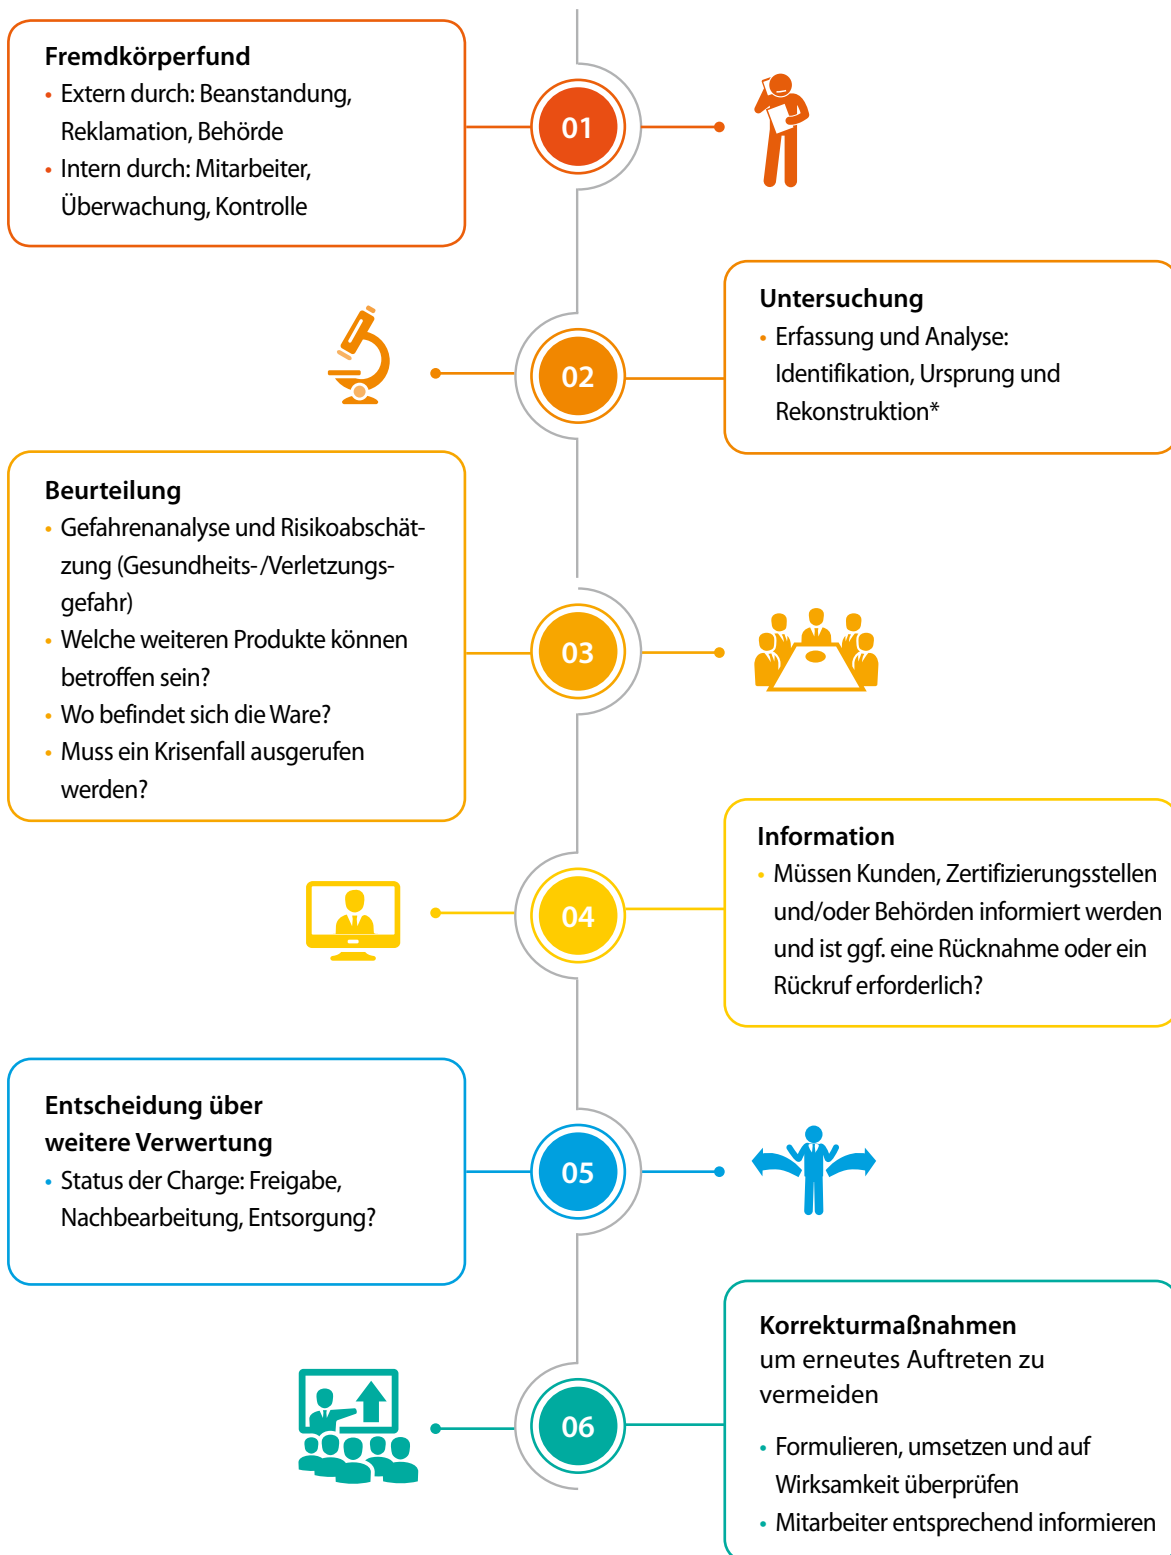 Fremdkörperfund
• Extern durch: Beanstandung,
Reklamation, Behörde
• Intern durch: Mitarbeiter,
Überwachung, Kontrolle
01
Untersuchung
• Erfassung und Analyse:
Identifikation, Ursprung und
Rekonstruktion*
02
Beurteilung
• Gefahrenanalyse und Risikoabschät-
zung (Gesundheits-/Verletzungs-
gefahr)
• Welche weiteren Produkte können
betroffen sein?
• Wo befindet sich die Ware?
• Muss ein Krisenfall ausgerufen
werden?
03
Information
• Müssen Kunden, Zertifizierungsstellen
und/oder Behörden informiert werden
und ist ggf. eine Rücknahme oder ein
Rückruf erforderlich?
04
Entscheidung über
weitere Verwertung
• Status der Charge: Freigabe,
Nachbearbeitung, Entsorgung?
05
Korrekturmaßnahmen
um erneutes Auftreten zu
vermeiden
• Formulieren, umsetzen und auf
Wirksamkeit überprüfen
• Mitarbeiter entsprechend informieren
06